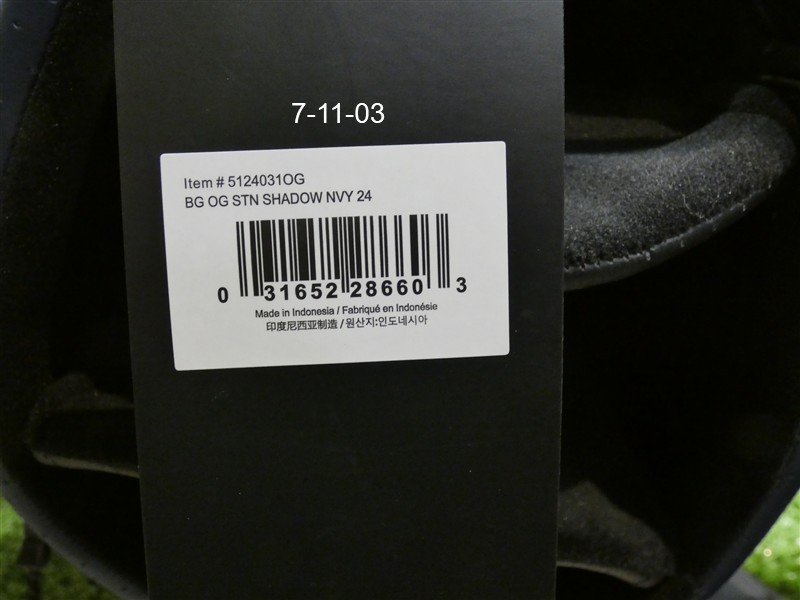 7-11-03
Item # 5124031OG
BG OG STN SHADOW NVY 24
0 31652 28660 3
Made in Indonesia / Fabriqué en Indonésie
印度尼西亚制造 / 원산지:인도네시아